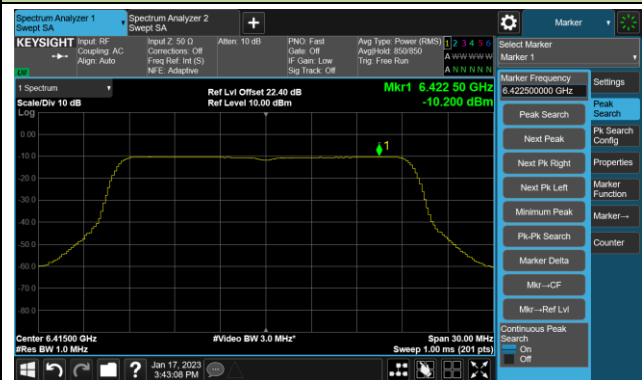 Spectrum Analyzer 1
Swept SA
Spectrum Analyzer 2
Swept SA
+
Marker
KEYSIGHT
Input: RF
Coupling: AC
Align: Auto
Input Z: 50 Ω
Corrections: Off
Freq Ref: Int (S)
NFE: Adaptive
Atten: 10 dB
PNO: Fast
Gate: Off
IF Gain: Low
Sig Track: Off
Avg Type: Power (RMS)
Avg|Hold: 850/850
Trig: Free Run
1 2 3 4 5 6
A W W W W W
A N N N N N
LXI
Select Marker
Marker 1
1 Spectrum
Scale/Div 10 dB
Log
Ref Lvl Offset 22.40 dB
Ref Level 10.00 dBm
Mkr1 6.422 50 GHz
-10.200 dBm
0.00
-10.0
-20.0
-30.0
-40.0
-50.0
-60.0
-70.0
-80.0
1
Center 6.41500 GHz
#Res BW 1.0 MHz
#Video BW 3.0 MHz*
Span 30.00 MHz
Sweep 1.00 ms (201 pts)
Marker Frequency
6.422500000 GHz
Peak Search
Next Peak
Next Pk Right
Next Pk Left
Minimum Peak
Pk-Pk Search
Marker Delta
Mkr→CF
Mkr→Ref Lvl
Continuous Peak
Search
On
Off
Settings
Peak
Search
Pk Search
Config
Properties
Marker
Function
Marker→
Counter
?
Jan 17, 2023
3:43:08 PM